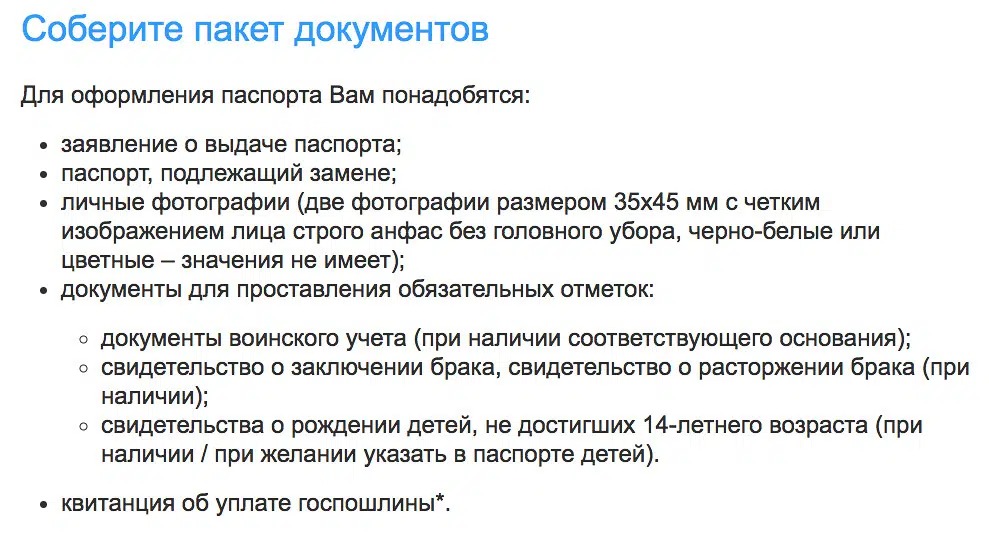 Соберите пакет документов
Для оформления паспорта Вам понадобятся:
• заявление о выдаче паспорта;
• паспорт, подлежащий замене;
• личные фотографии (две фотографии размером 35х45 мм с четким
изображением лица строго анфас без головного убора, черно-белые или
цветные – значения не имеет);
• документы для проставления обязательных отметок:
◦ документы воинского учета (при наличии соответствующего основания);
◦ свидетельство о заключении брака, свидетельство о расторжении брака (при
наличии);
◦ свидетельства о рождении детей, не достигших 14-летнего возраста (при
наличии / при желании указать в паспорте детей).
• квитанция об уплате госпошлины*.